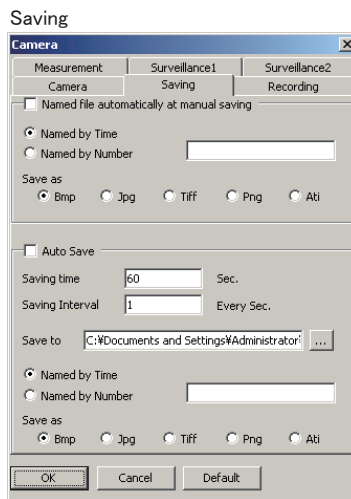 Saving
Camera
Measurement Surveillance1 Surveillance2
Camera Saving Recording
Named file automatically at manual saving
Named by Time
Named by Number
Save as
Bmp Jpg Tiff Png Ati
Auto Save
Saving time 60 Sec.
Saving Interval 1 Every Sec.
Save to C:¥Documents and Settings¥Administrator ...
Named by Time
Named by Number
Save as
Bmp Jpg Tiff Png Ati
OK Cancel Default